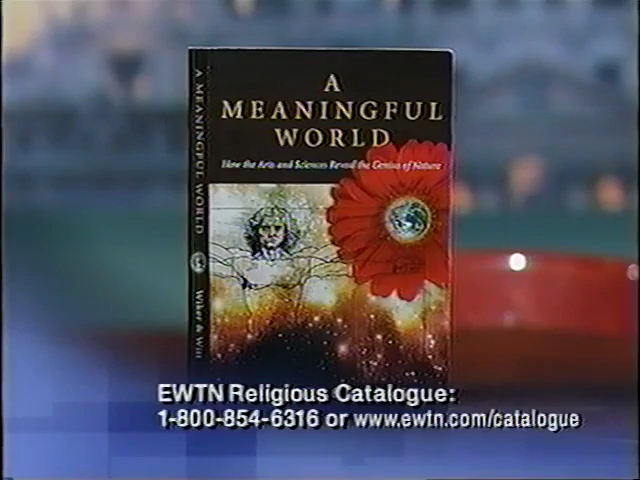 A
MEANINGFUL
WORLD
How the Arts and Sciences Reveal the Genius of Nature
A MEANINGFUL WORLD
Wiker & Witt
EWTN Religious Catalogue:
1-800-854-6316 or www.ewtn.com/catalogue